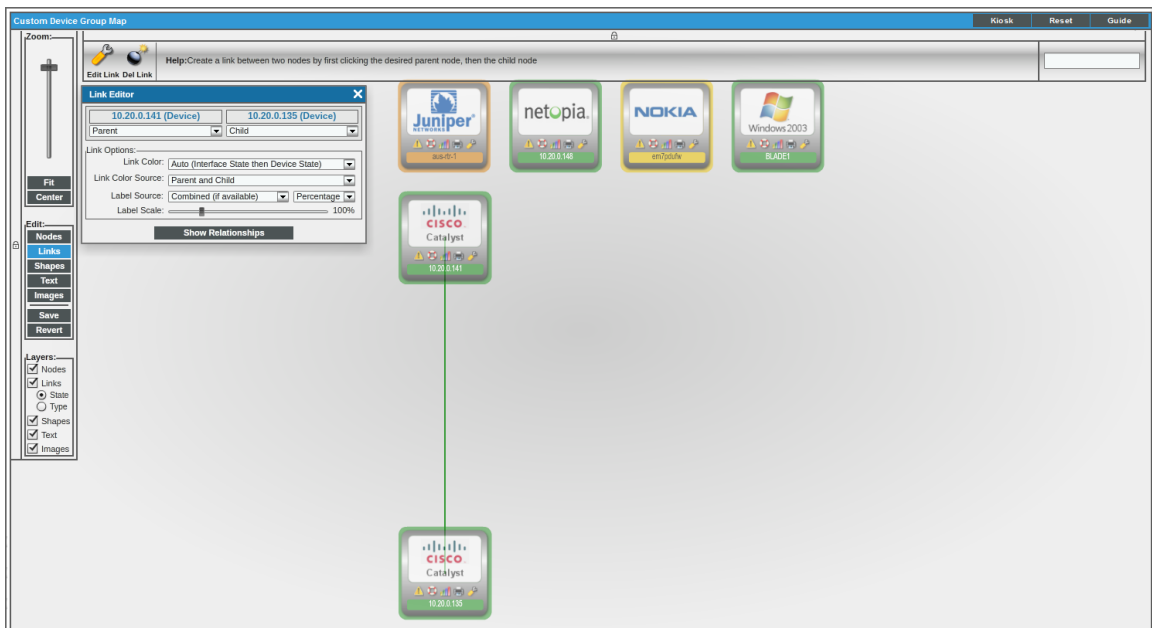 Custom Device Group Map
Kiosk Reset Guide
Zoom:
Fit
Center
Edit:
Nodes
Links
Shapes
Text
Images
Save
Revert
Layers:
Nodes
Links
State
Type
Shapes
Text
Images
Edit Link Del Link
Help:Create a link between two nodes by first clicking the desired parent node, then the child node
Link Editor
10.20.0.141 (Device) 10.20.0.135 (Device)
Parent Child
Link Options:
Link Color: Auto (Interface State then Device State)
Link Color Source: Parent and Child
Label Source: Combined (if available) Percentage
Label Scale: 100%
Show Relationships
Juniper
NETWORKS
aus-rtr-1
netopia.
10.20.0.148
NOKIA
Windows 2003
BLADE1
CISCO
Catalyst
10.20.0.141
CISCO
Catalyst
10.20.0.135